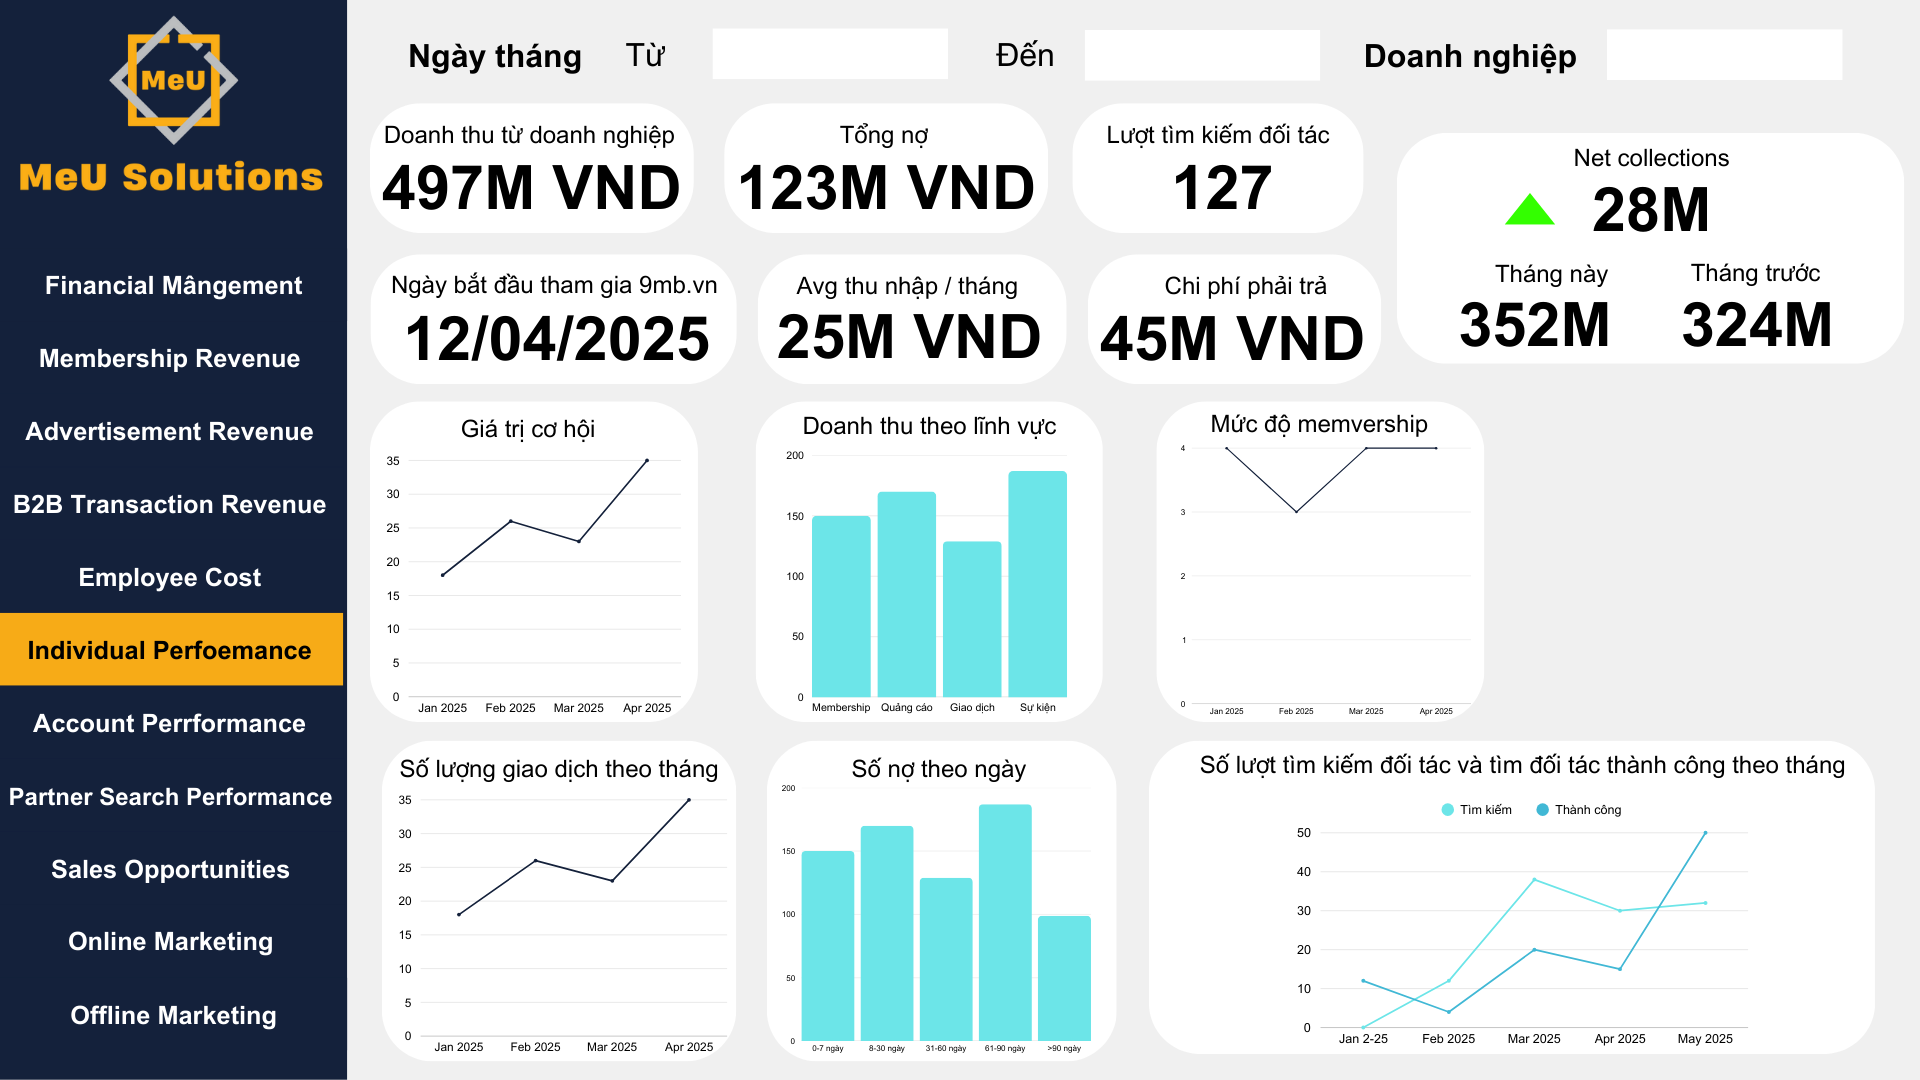 MeU
MeU Solutions
Financial Mângement
Membership Revenue
Advertisement Revenue
B2B Transaction Revenue
Employee Cost
Individual Perfoemance
Account Perrformance
Partner Search Performance
Sales Opportunities
Online Marketing
Offline Marketing
Ngày tháng Từ Đến Doanh nghiệp
Doanh thu từ doanh nghiệp
497M VND
Tổng nợ
123M VND
Lượt tìm kiếm đối tác
127
Net collections
28M
Tháng này Tháng trước
352M 324M
Ngày bắt đầu tham gia 9mb.vn
12/04/2025
Avg thu nhập / tháng
25M VND
Chi phí phải trả
45M VND
Giá trị cơ hội
35
30
25
20
15
10
5
0
Jan 2025 Feb 2025 Mar 2025 Apr 2025
Doanh thu theo lĩnh vực
200
150
100
50
0
Membership Quảng cáo Giao dịch Sự kiện
Mức độ memvership
4
3
2
1
0
Jan 2025 Feb 2025 Mar 2025 Apr 2025
Số lượng giao dịch theo tháng
35
30
25
20
15
10
5
0
Jan 2025 Feb 2025 Mar 2025 Apr 2025
Số nợ theo ngày
200
150
100
50
0
0-7 ngày 8-30 ngày 31-60 ngày 61-90 ngày >90 ngày
Số lượt tìm kiếm đối tác và tìm đối tác thành công theo tháng
Tìm kiếm Thành công
50
40
30
20
10
0
Jan 2-25 Feb 2025 Mar 2025 Apr 2025 May 2025